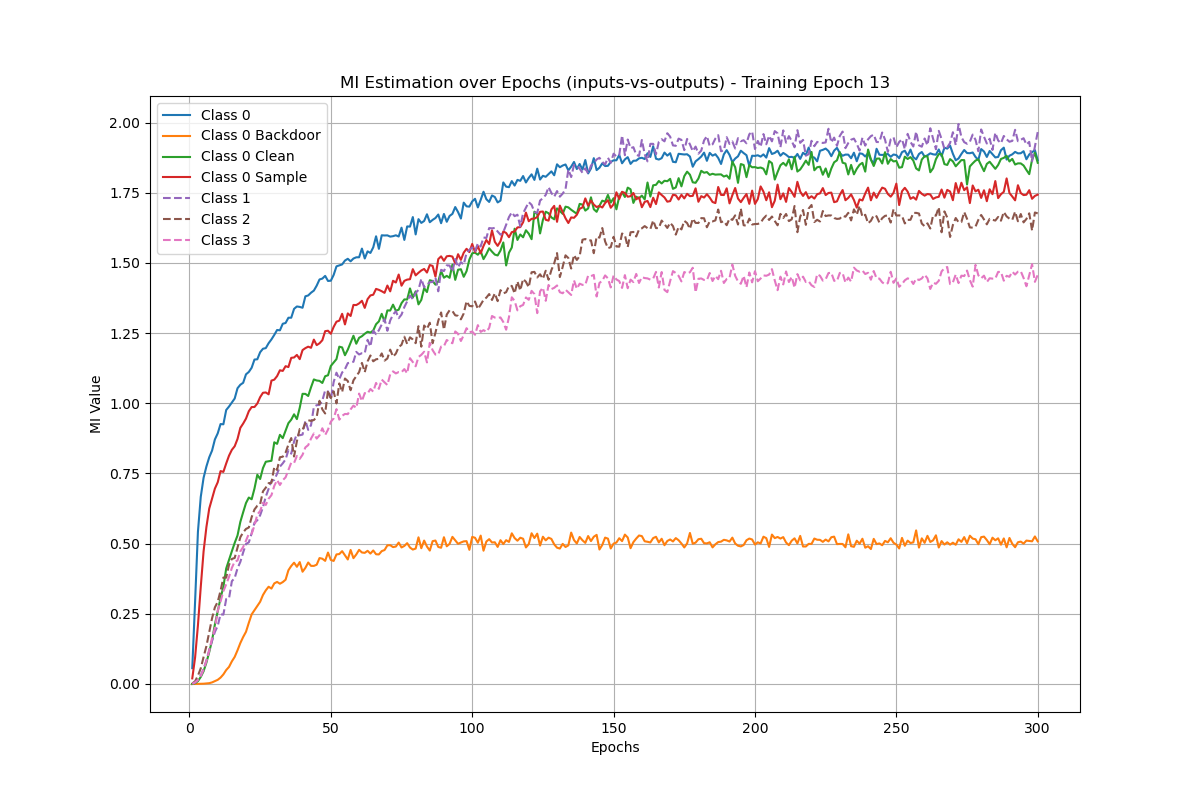 MI Estimation over Epochs (inputs-vs-outputs) - Training Epoch 13
Class 0
Class 0 Backdoor
Class 0 Clean
Class 0 Sample
Class 1
Class 2
Class 3
2.00
1.75
1.50
1.25
1.00
0.75
0.50
0.25
0.00
MI Value
0 50 100 150 200 250 300
Epochs